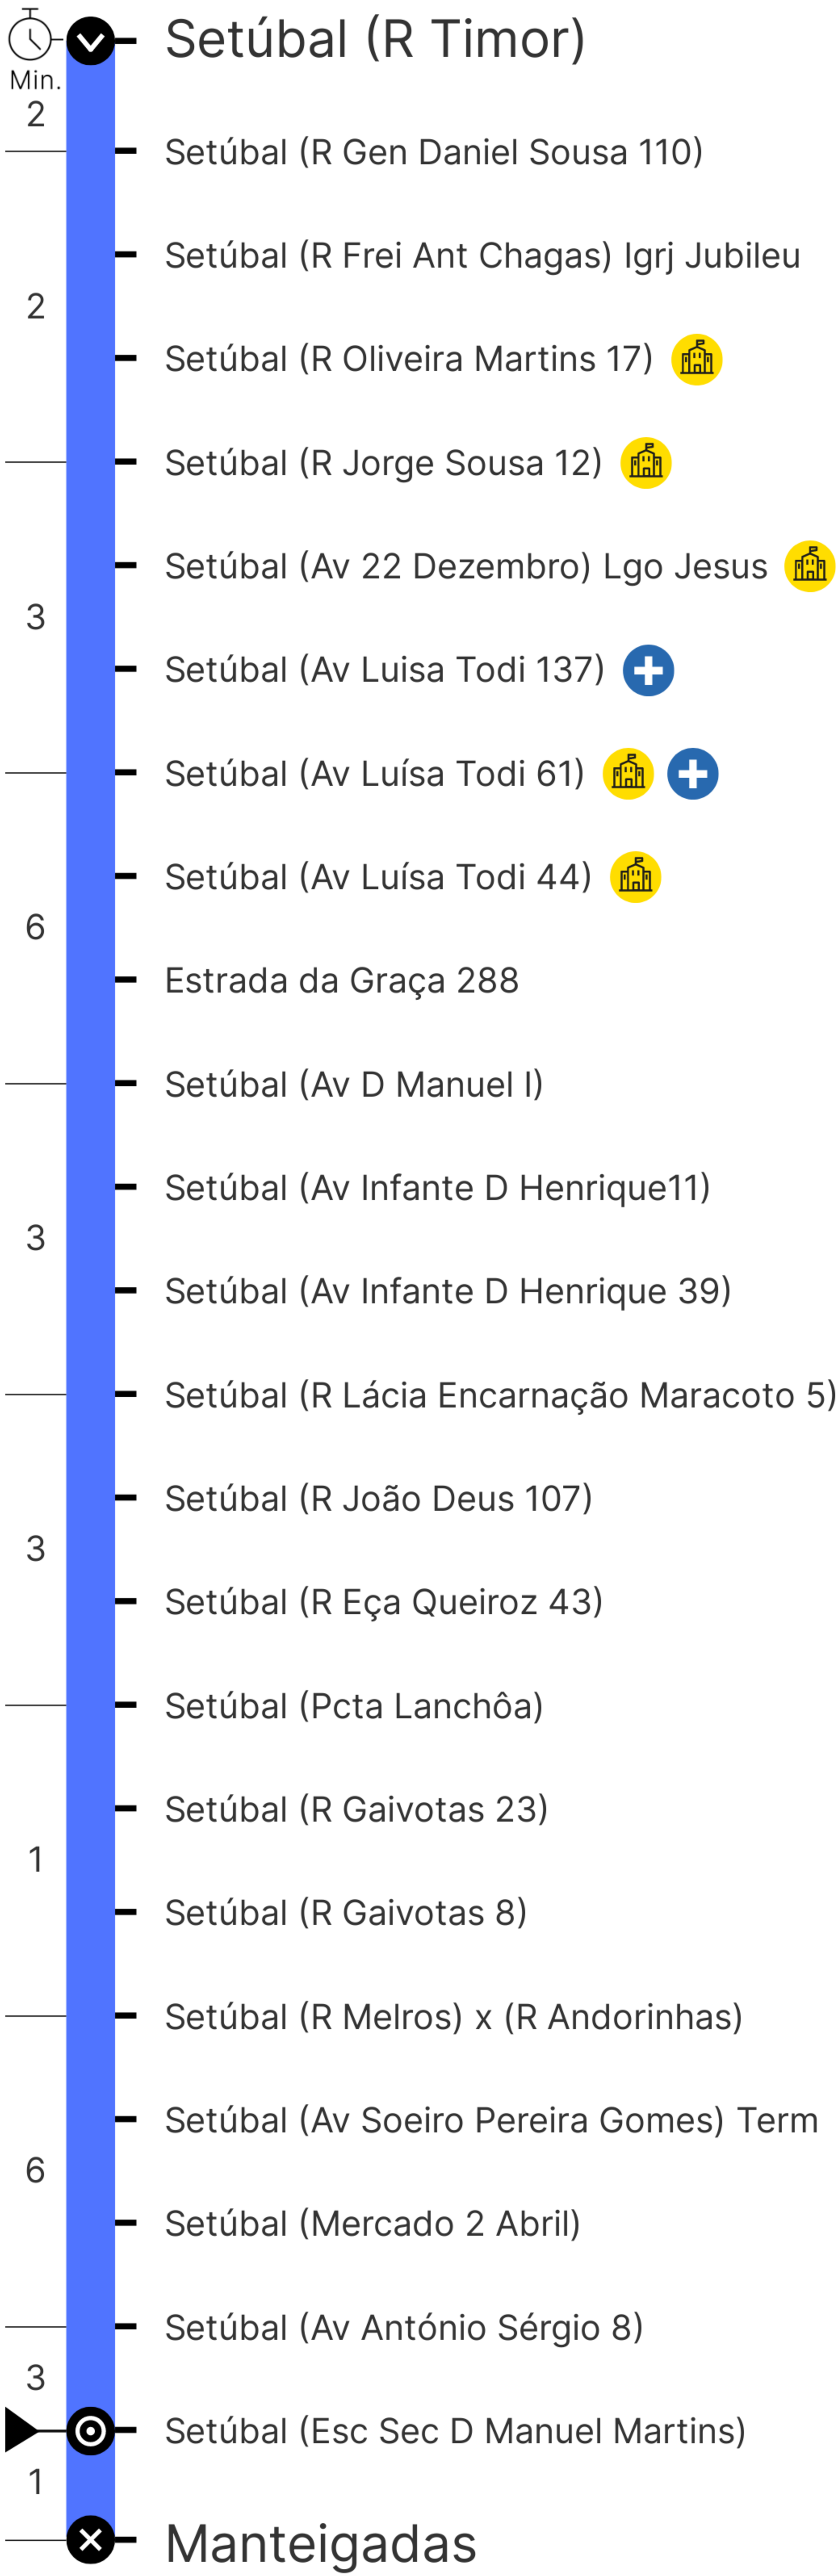 Setúbal (R Timor)
Min.
2
Setúbal (R Gen Daniel Sousa 110)
Setúbal (R Frei Ant Chagas) Igrj Jubileu
2
Setúbal (R Oliveira Martins 17)
Setúbal (R Jorge Sousa 12)
Setúbal (Av 22 Dezembro) Lgo Jesus
3
Setúbal (Av Luisa Todi 137)
Setúbal (Av Luísa Todi 61)
Setúbal (Av Luísa Todi 44)
6
Estrada da Graça 288
Setúbal (Av D Manuel I)
Setúbal (Av Infante D Henrique11)
3
Setúbal (Av Infante D Henrique 39)
Setúbal (R Lácia Encarnação Maracoto 5)
Setúbal (R João Deus 107)
3
Setúbal (R Eça Queiroz 43)
Setúbal (Pcta Lanchôa)
Setúbal (R Gaivotas 23)
1
Setúbal (R Gaivotas 8)
Setúbal (R Melros) x (R Andorinhas)
Setúbal (Av Soeiro Pereira Gomes) Term
6
Setúbal (Mercado 2 Abril)
Setúbal (Av António Sérgio 8)
3
Setúbal (Esc Sec D Manuel Martins)
1
Manteigadas